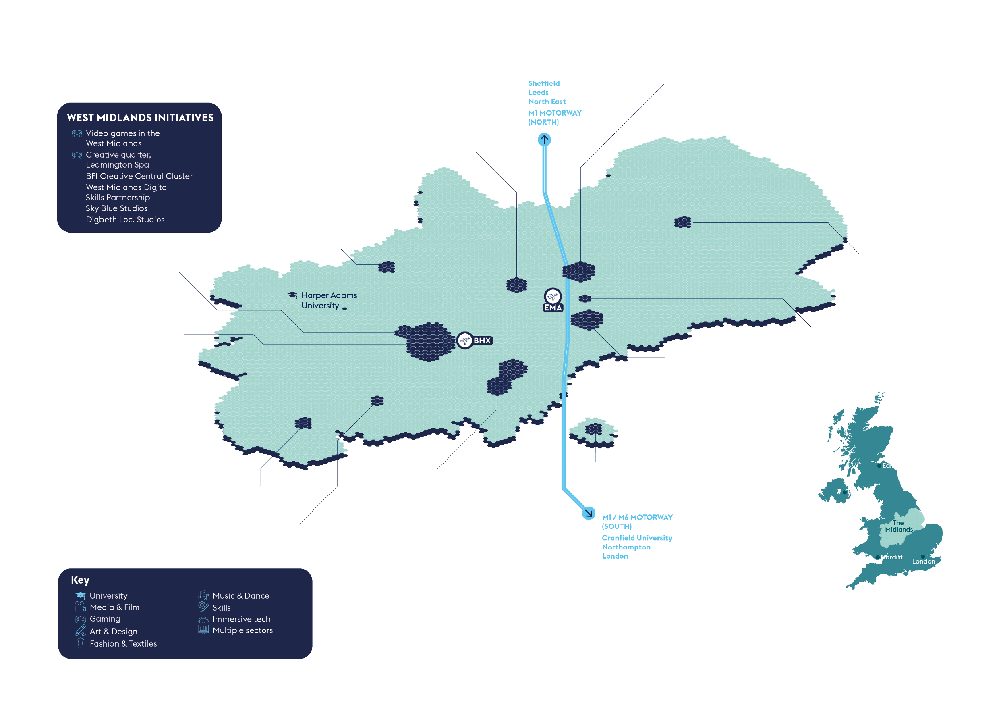 Sheffield
Leeds
North East
M1 MOTORWAY
(NORTH)
WEST MIDLANDS INITIATIVES
Video games in the
West Midlands
Creative quarter,
Leamington Spa
BFI Creative Central Cluster
West Midlands Digital
Skills Partnership
Sky Blue Studios
Digbeth Loc. Studios
Harper Adams
University
EMA
BHX
The
Midlands
Cardiff
London
M1 / M6 MOTORWAY
(SOUTH)
Cranfield University
Northampton
London
Key
University
Media & Film
Gaming
Art & Design
Fashion & Textiles
Music & Dance
Skills
Immersive tech
Multiple sectors